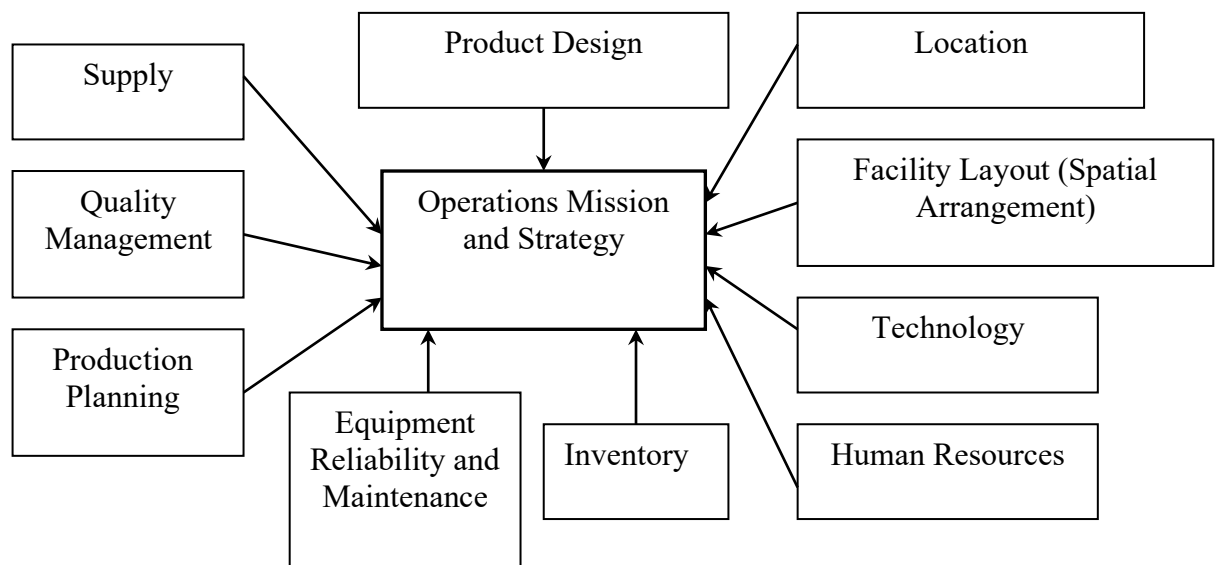 Product Design
Location
Supply
Facility Layout (Spatial
Arrangement)
Quality
Management
Operations Mission
and Strategy
Technology
Production
Planning
Equipment
Reliability and
Maintenance
Inventory
Human Resources